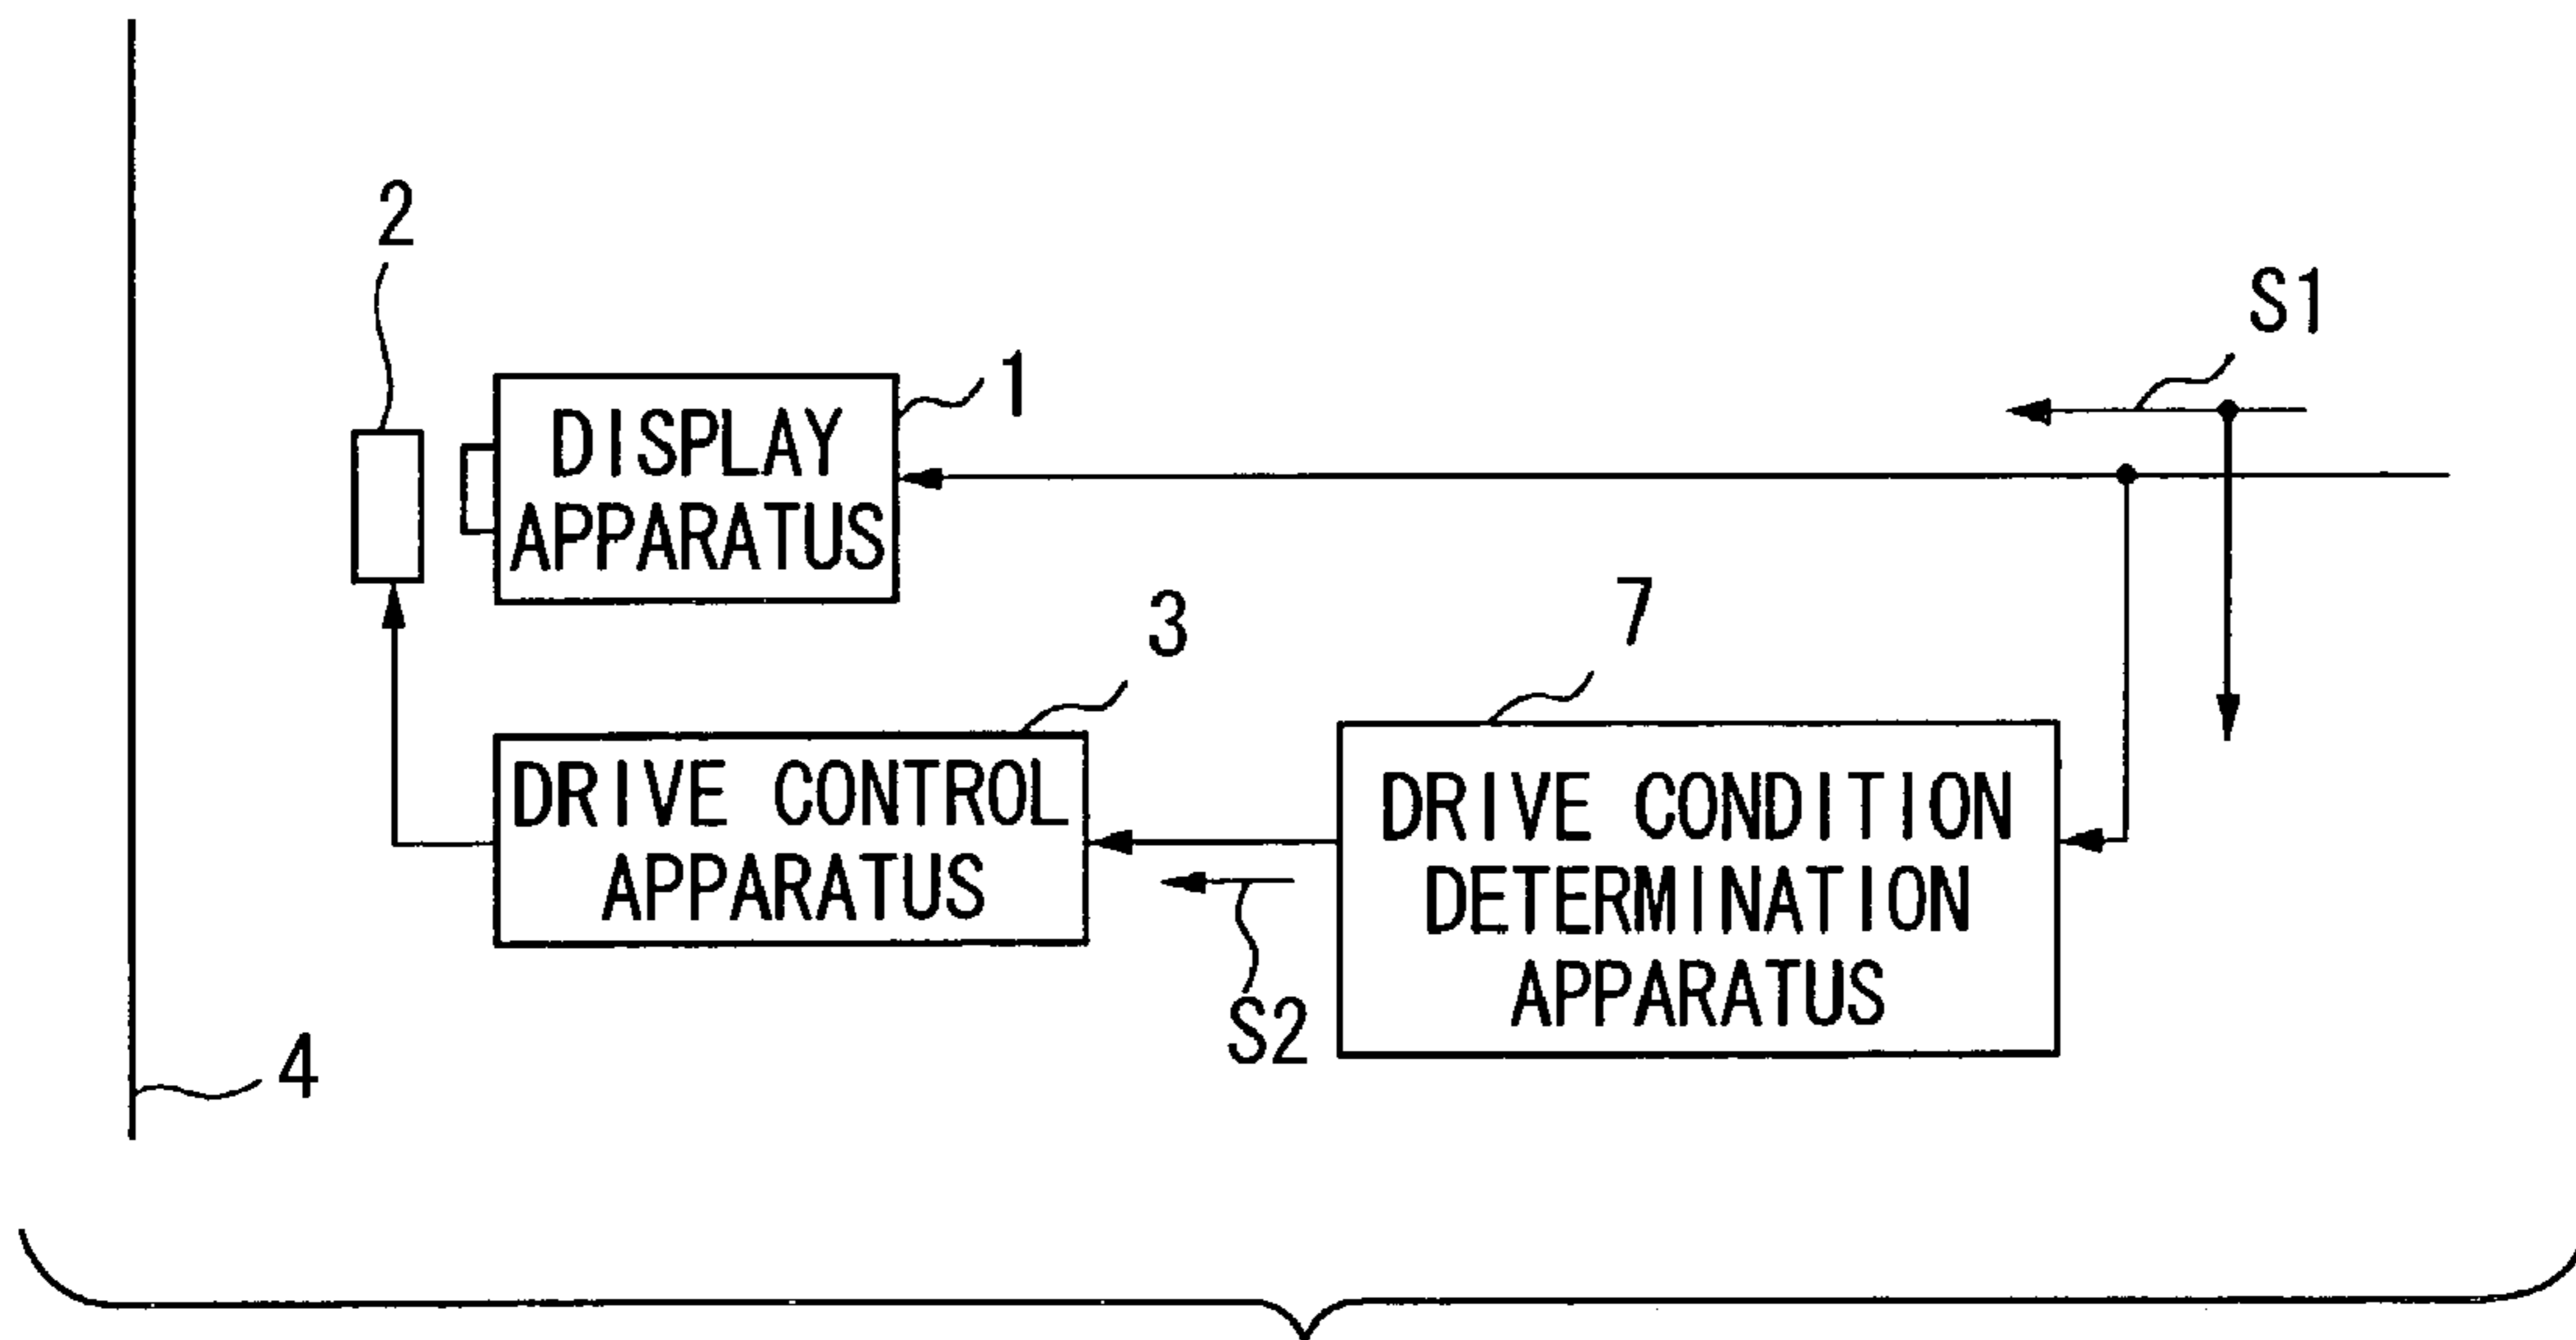 2
S1
1
DISPLAY
APPARATUS
3
7
DRIVE CONTROL
APPARATUS
DRIVE CONDITION
DETERMINATION
APPARATUS
S2
4